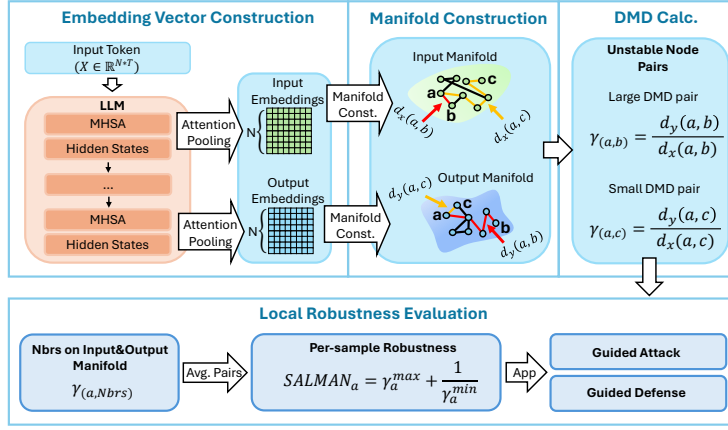 Embedding Vector Construction
Input Token
(X ∈ ℝ^{N*T})
LLM
MHSA
Hidden States
...
MHSA
Hidden States
Attention
Pooling
Attention
Pooling
Input
Embeddings
N
Output
Embeddings
N
Manifold
Const.
Manifold
Const.
Manifold Construction
Input Manifold
a
b
c
d_x(a,b)
d_x(a,c)
Output Manifold
d_y(a,c)
a
c
b
d_y(a,b)
DMD Calc.
Unstable Node
Pairs
Large DMD pair
γ_(a,b) = d_y(a,b) / d_x(a,b)
Small DMD pair
γ_(a,c) = d_y(a,c) / d_x(a,c)
Local Robustness Evaluation
Nbrs on Input&Output
Manifold
γ_(a,Nbrs)
Avg. Pairs
Per-sample Robustness
SALMAN_a = γ_a^{max} + 1 / γ_a^{min}
App
Guided Attack
Guided Defense